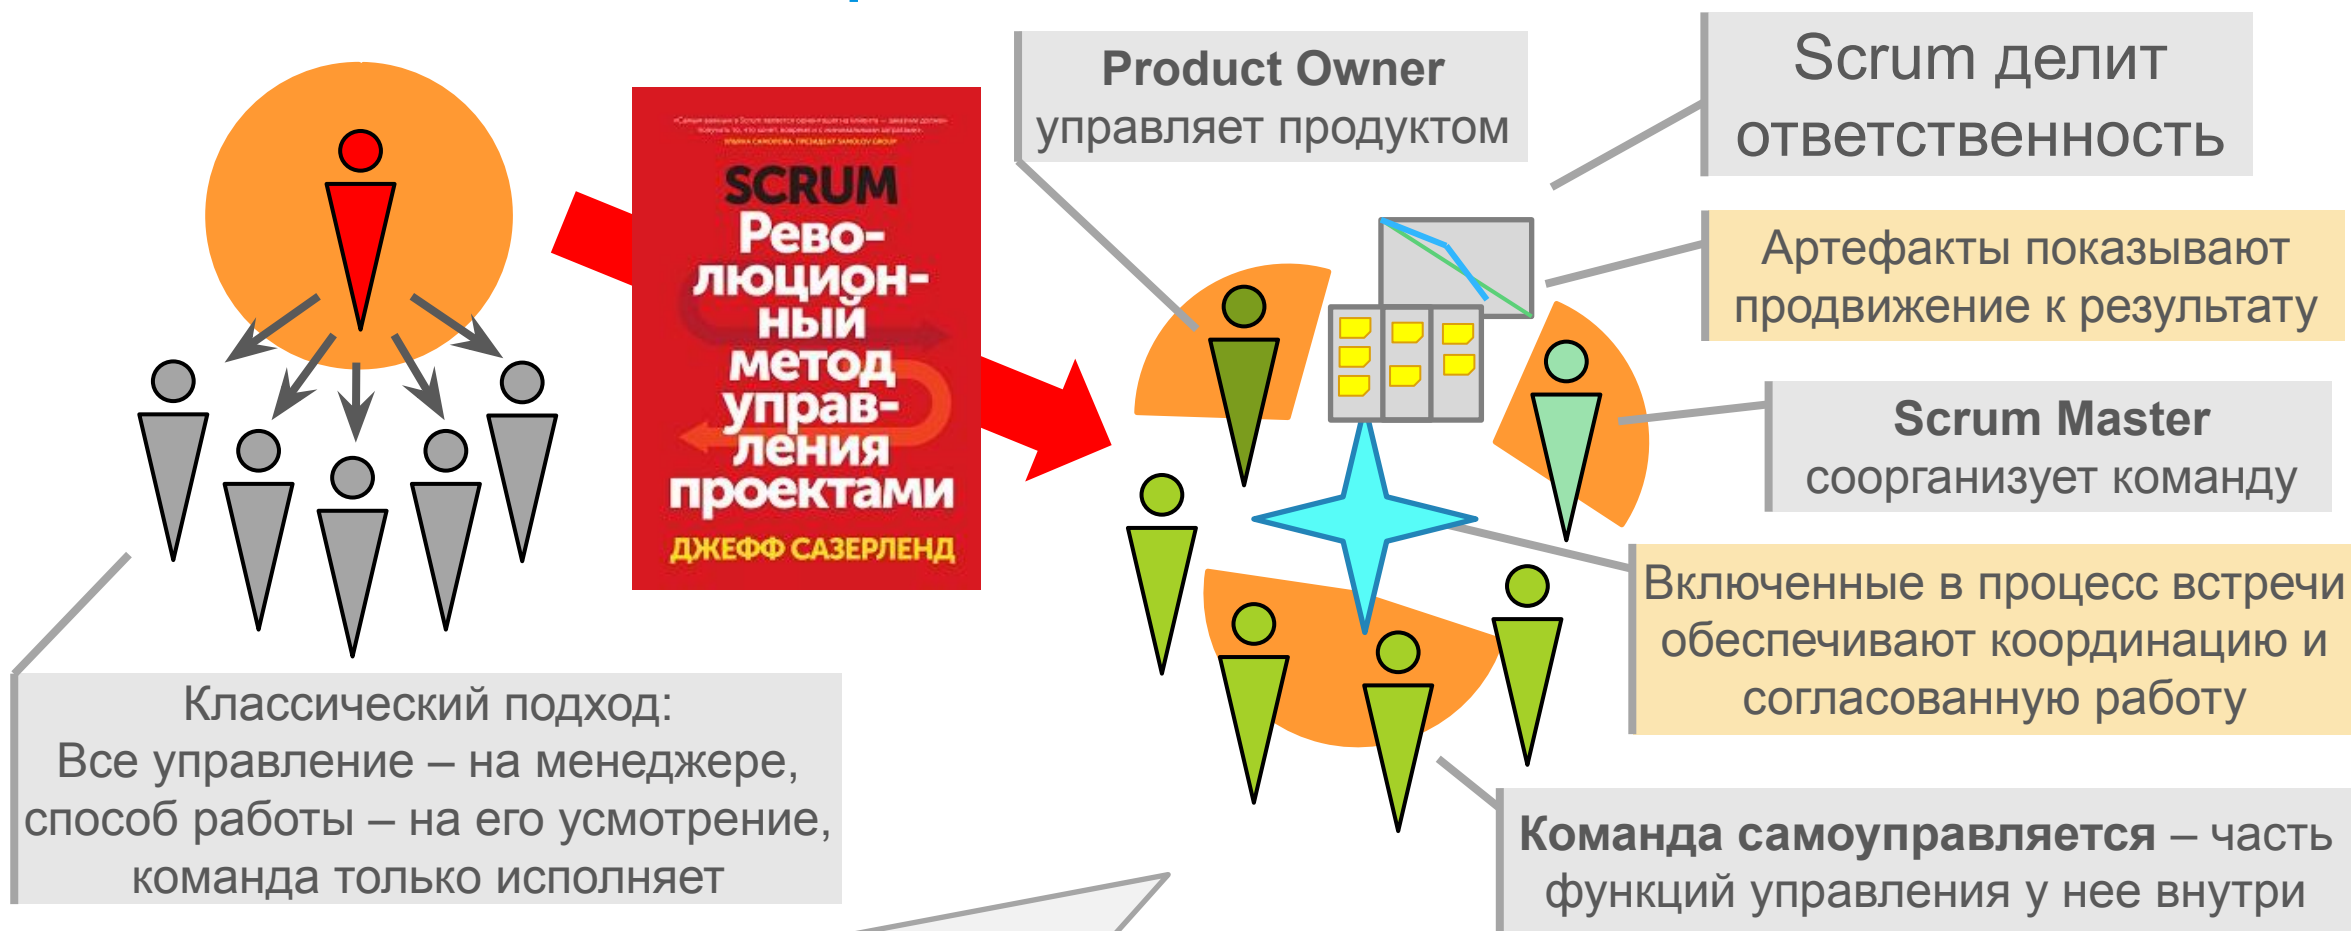 Product Owner
управляет продуктом
Scrum делит
ответственность
SCRUM
Рево-
люцион-
ный
метод
управ-
ления
проектами
ДЖЕФФ САЗЕРЛЕНД
Артефакты показывают
продвижение к результату
Scrum Master
соорганизует команду
Включенные в процесс встречи
обеспечивают координацию и
согласованную работу
Классический подход:
Все управление – на менеджере,
способ работы – на его усмотрение,
команда только исполняет
Команда самоуправляется – часть
функций управления у нее внутри